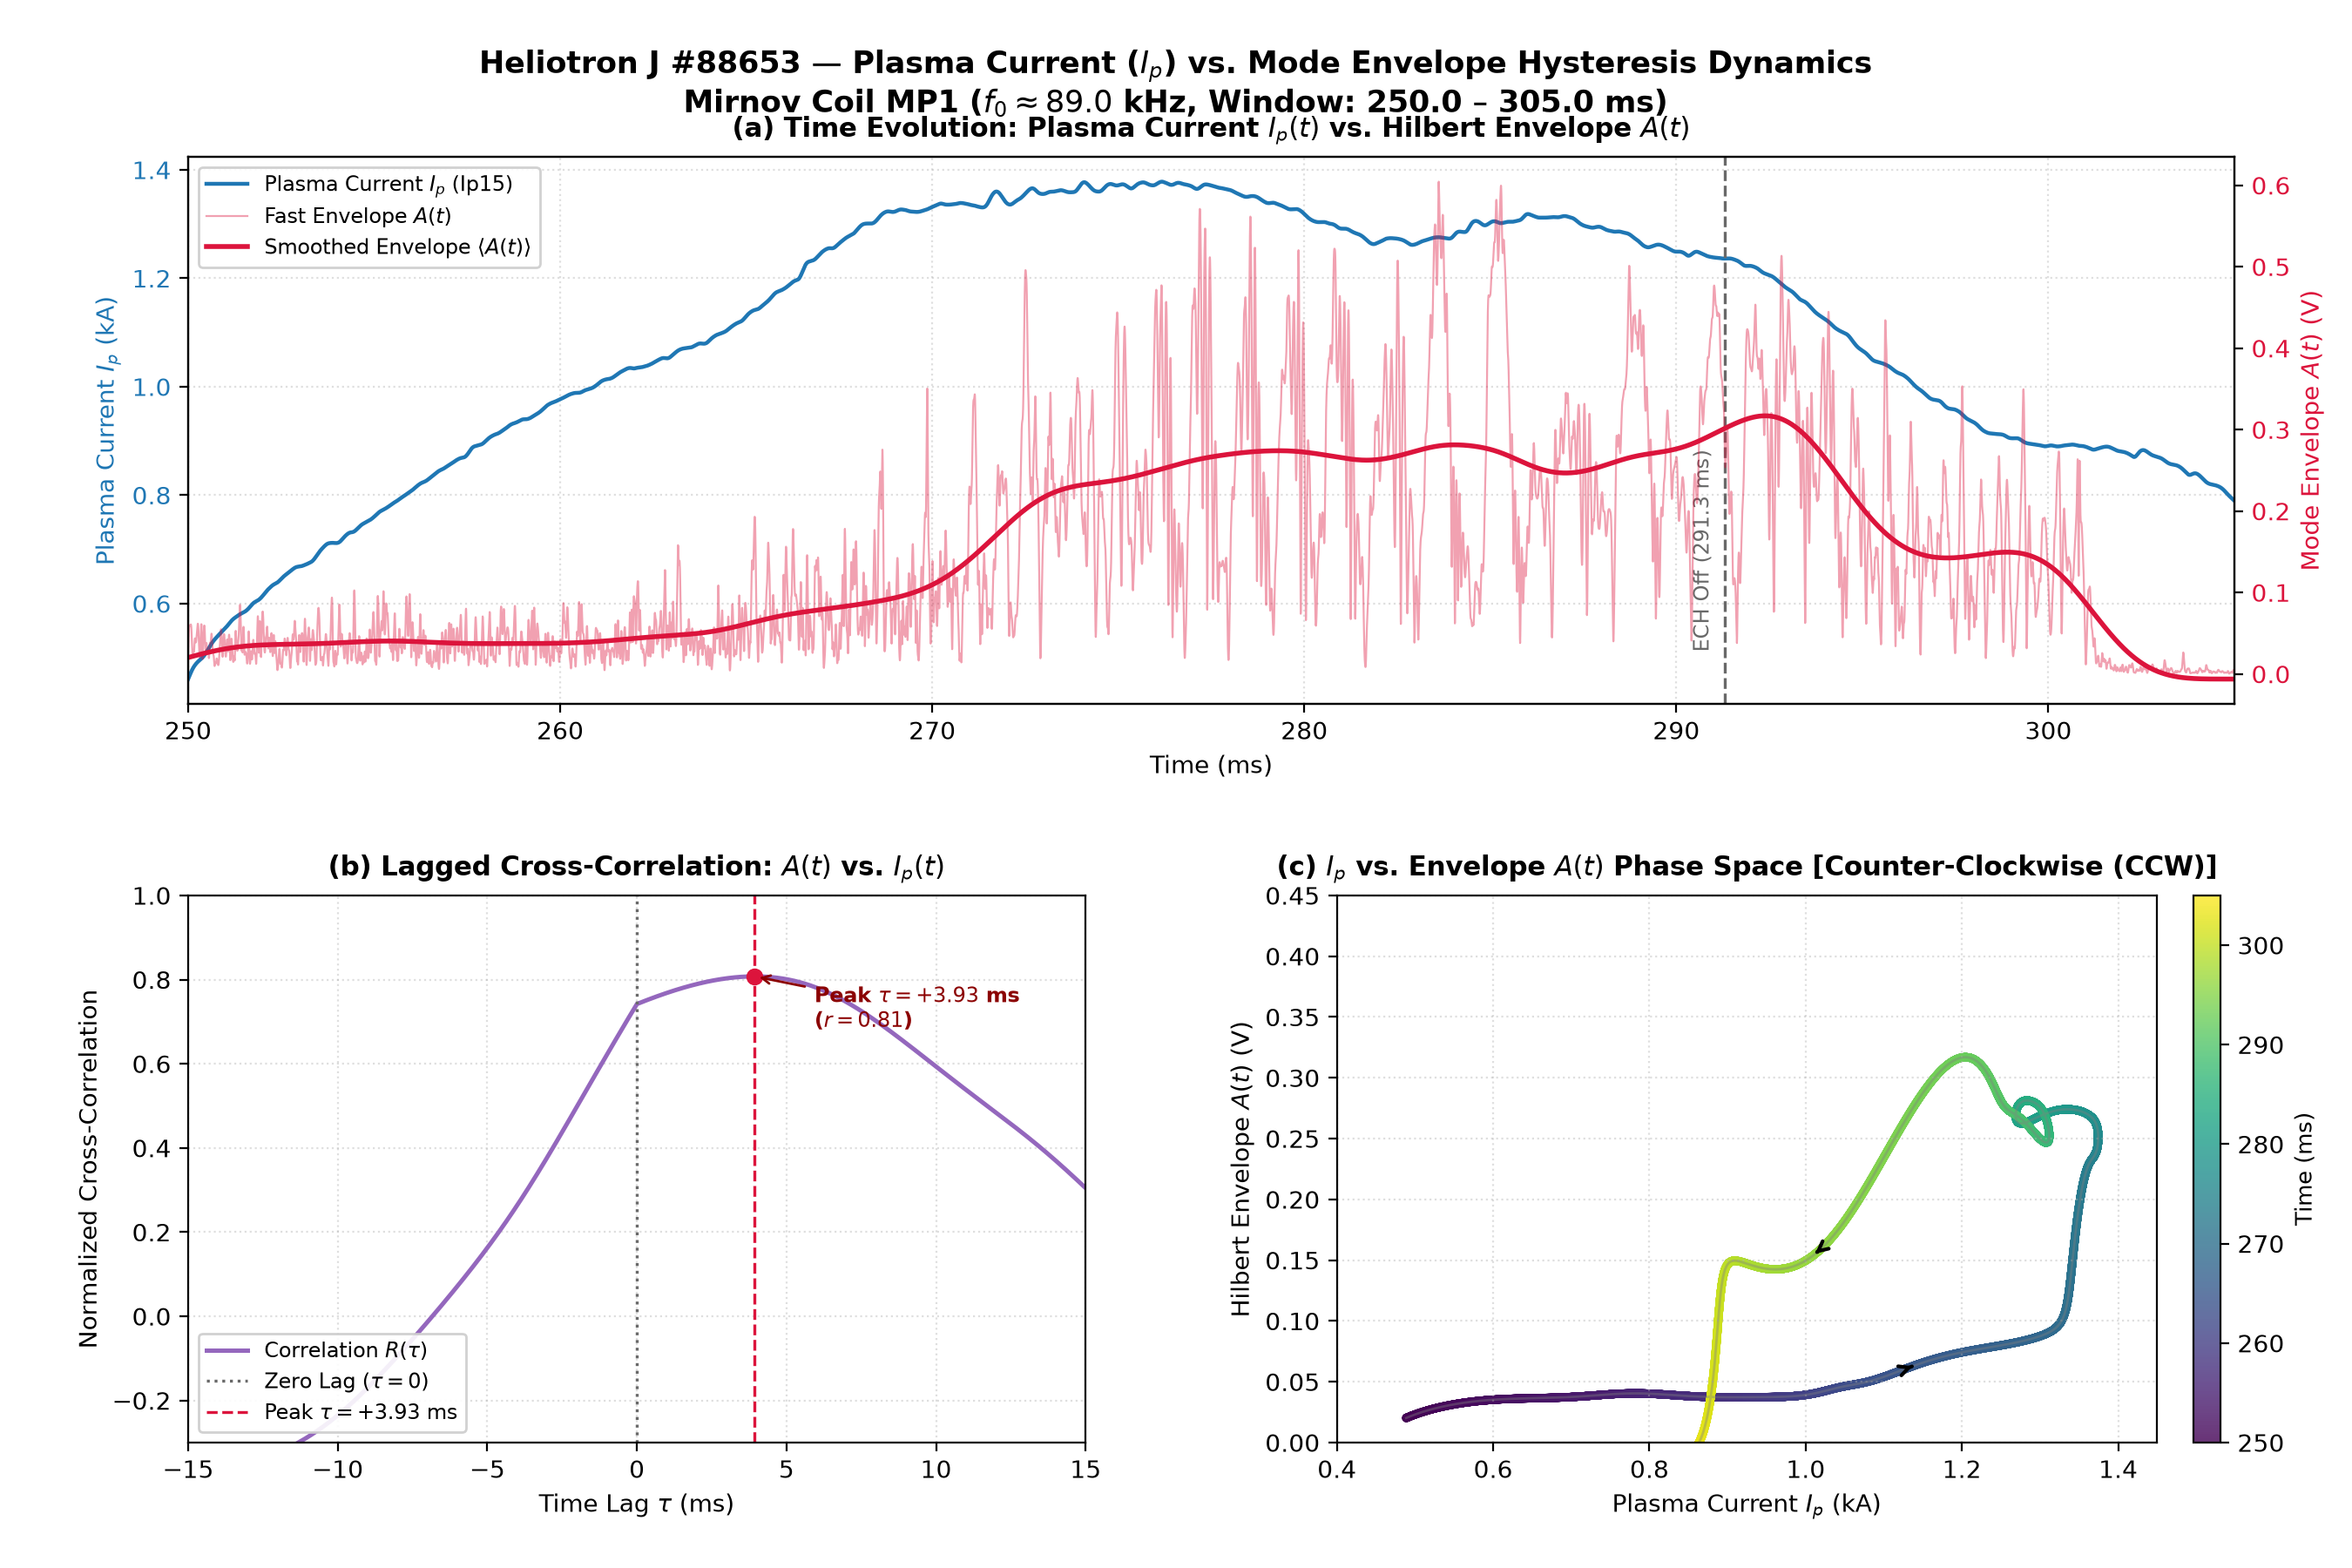 Heliotron J #88653 — Plasma Current (Ip) vs. Mode Envelope Hysteresis Dynamics
Mirnov Coil MP1 (f0 ≈ 89.0 kHz, Window: 250.0 – 305.0 ms)
(a) Time Evolution: Plasma Current Ip(t) vs. Hilbert Envelope A(t)
Plasma Current Ip (Ip15)
Fast Envelope A(t)
Smoothed Envelope ⟨A(t)⟩
Plasma Current Ip (kA)
1.4
1.2
1.0
0.8
0.6
Mode Envelope A(t) (V)
0.6
0.5
0.4
0.3
0.2
0.1
0.0
ECH Off (291.3 ms)
250 260 270 280 290 300
Time (ms)
(b) Lagged Cross-Correlation: A(t) vs. Ip(t)
Normalized Cross-Correlation
1.0
0.8
0.6
0.4
0.2
0.0
−0.2
Peak τ = +3.93 ms
(r = 0.81)
Correlation R(τ)
Zero Lag (τ = 0)
Peak τ = +3.93 ms
−15 −10 −5 0 5 10 15
Time Lag τ (ms)
(c) Ip vs. Envelope A(t) Phase Space [Counter-Clockwise (CCW)]
Hilbert Envelope A(t) (V)
0.45
0.40
0.35
0.30
0.25
0.20
0.15
0.10
0.05
0.00
0.4 0.6 0.8 1.0 1.2 1.4
Plasma Current Ip (kA)
300
290
280
270
260
250
Time (ms)